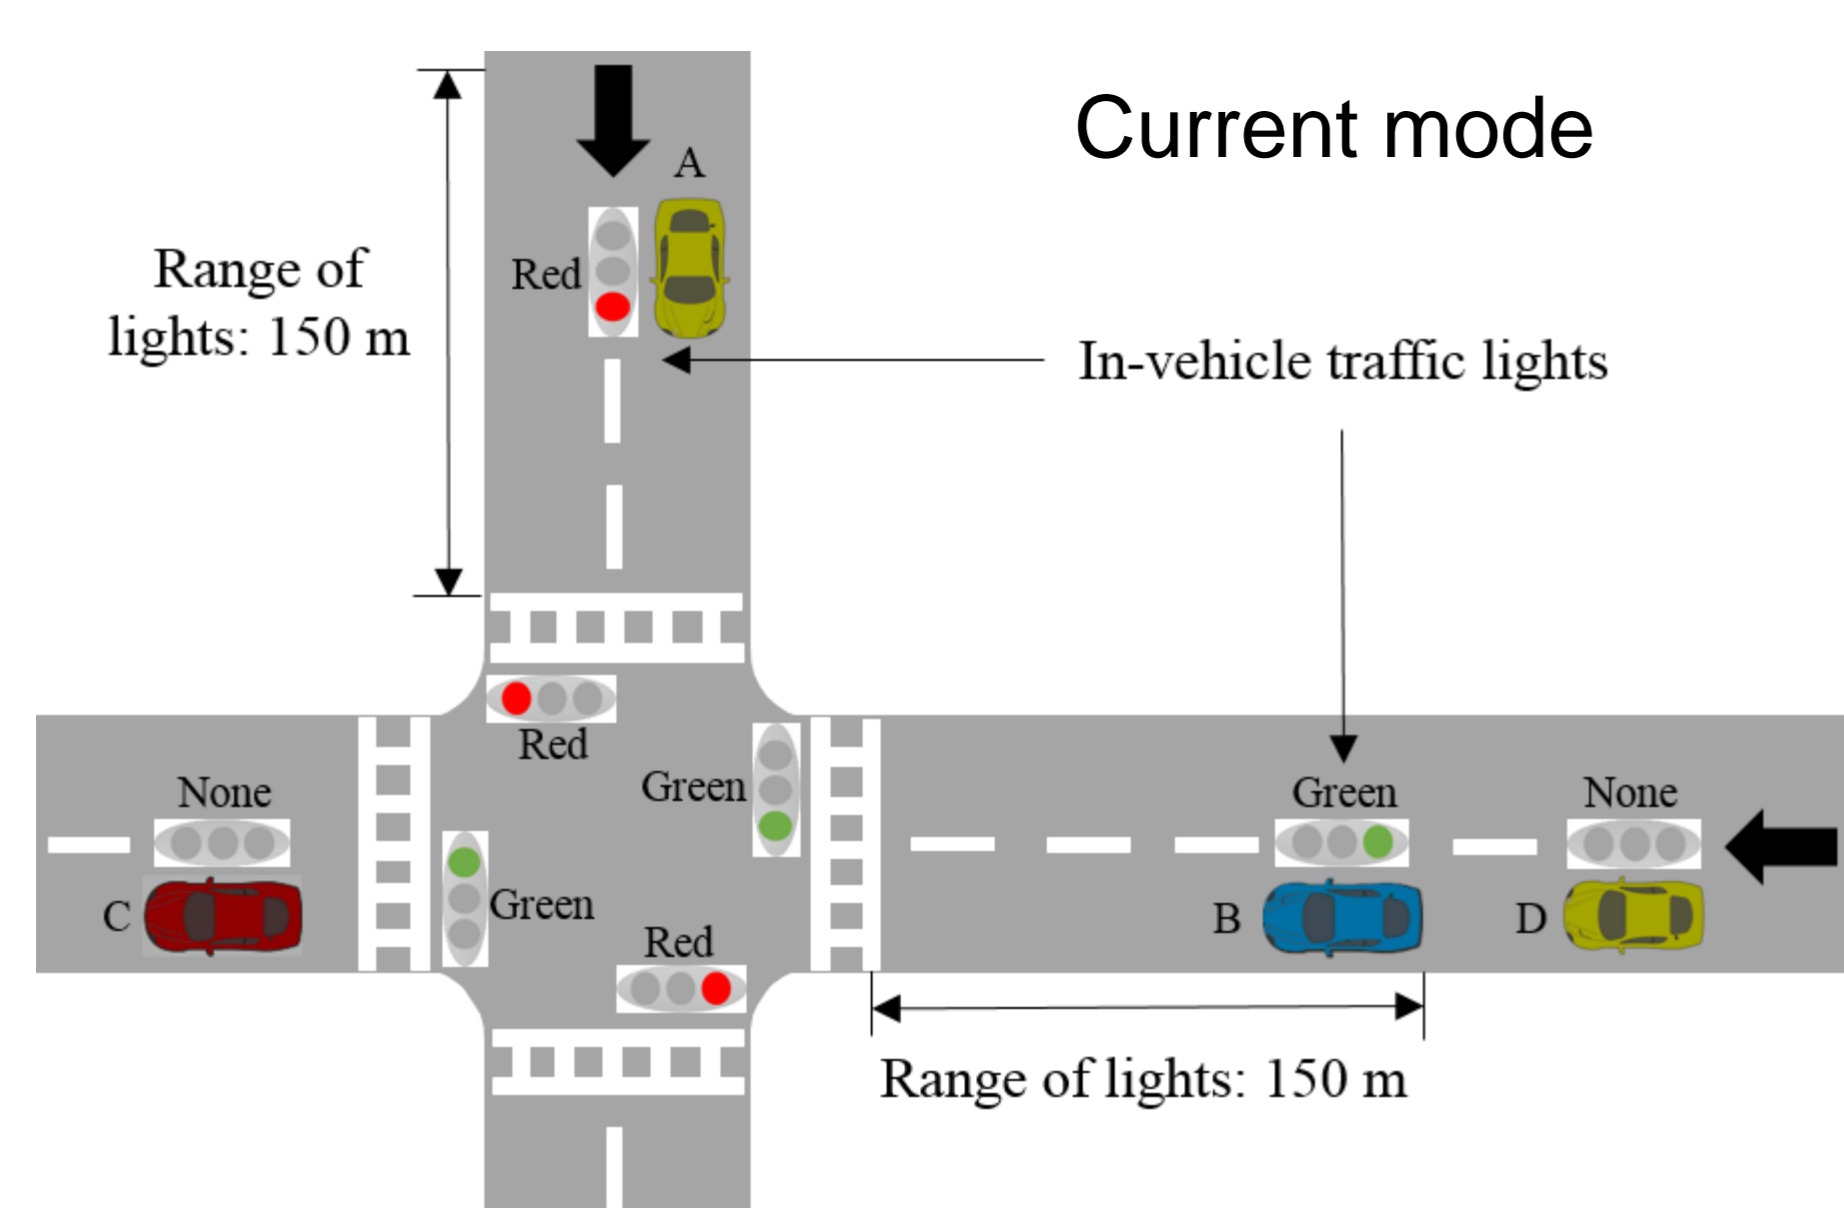 Current mode
A
Range of
lights: 150 m
Red
In-vehicle traffic lights
Red
Green
None
Green
None
C
Green
B
D
Red
Range of lights: 150 m